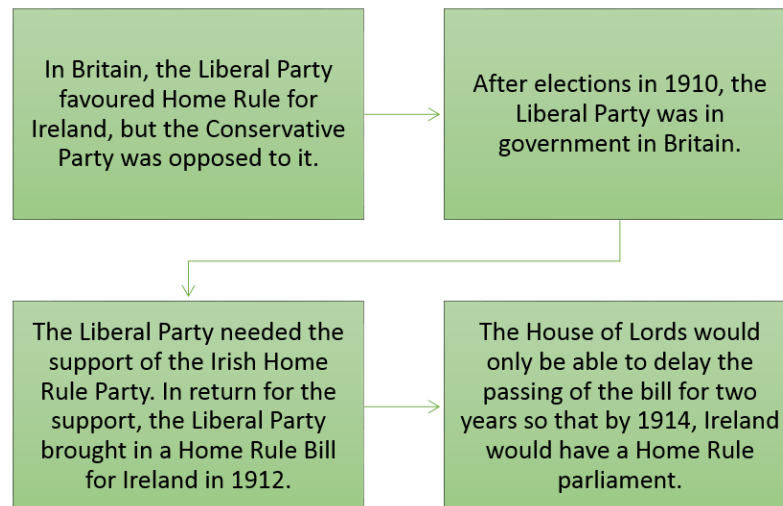 In Britain, the Liberal Party
favoured Home Rule for
Ireland, but the Conservative
Party was opposed to it.
After elections in 1910, the
Liberal Party was in
government in Britain.
The Liberal Party needed the
support of the Irish Home
Rule Party. In return for the
support, the Liberal Party
brought in a Home Rule Bill
for Ireland in 1912.
The House of Lords would
only be able to delay the
passing of the bill for two
years so that by 1914, Ireland
would have a Home Rule
parliament.